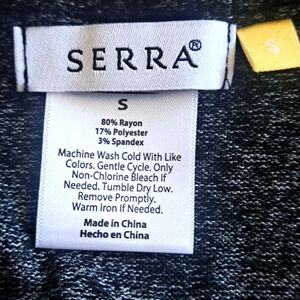 SERRA®
S
S
80% Rayon
17% Polyester
3% Spandex
Machine Wash Cold With Like
Colors. Gentle Cycle. Only
Non-Chlorine Bleach If
Needed. Tumble Dry Low.
Remove Promptly.
Warm Iron If Needed.
Made in China
Hecho en China